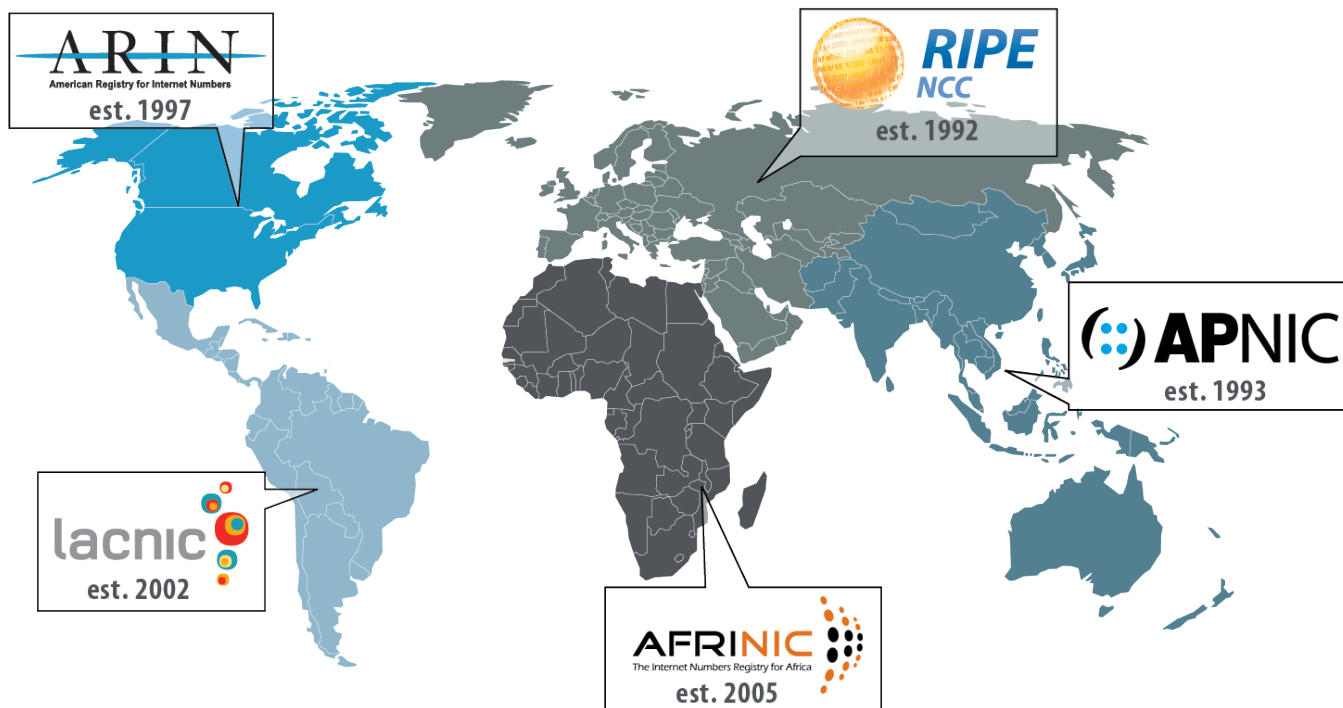 ARIN
American Registry for Internet Numbers
est. 1997
RIPE
NCC
est. 1992
APNIC
est. 1993
lacnic
est. 2002
AFRINIC
The Internet Numbers Registry for Africa
est. 2005